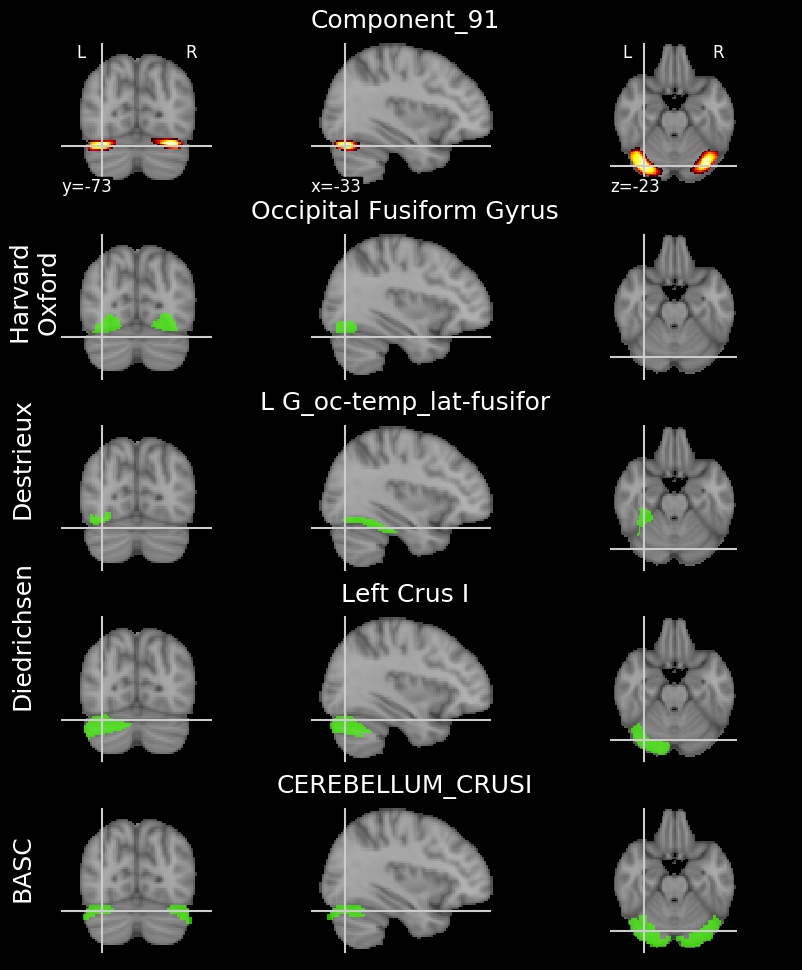 Component_91
L R
L R
y=-73
x=-33
z=-23
Occipital Fusiform Gyrus
Harvard
Oxford
L G_oc-temp_lat-fusifor
Destrieux
Left Crus I
Diedrichsen
CEREBELLUM_CRUSI
BASC